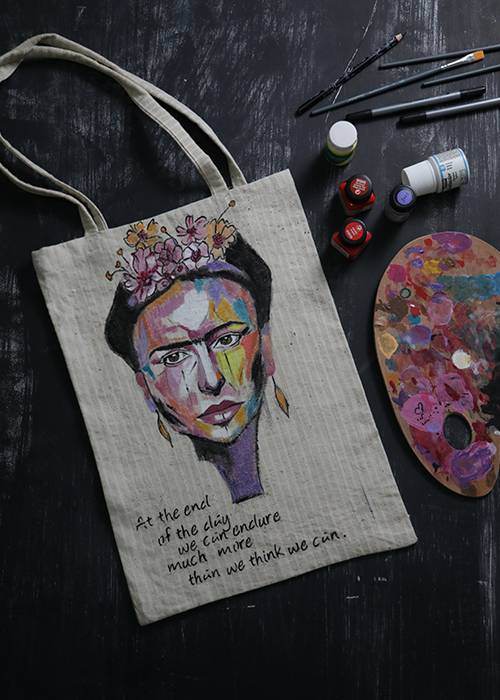 At the end
of the day
we can endure
much more
than we think we can.